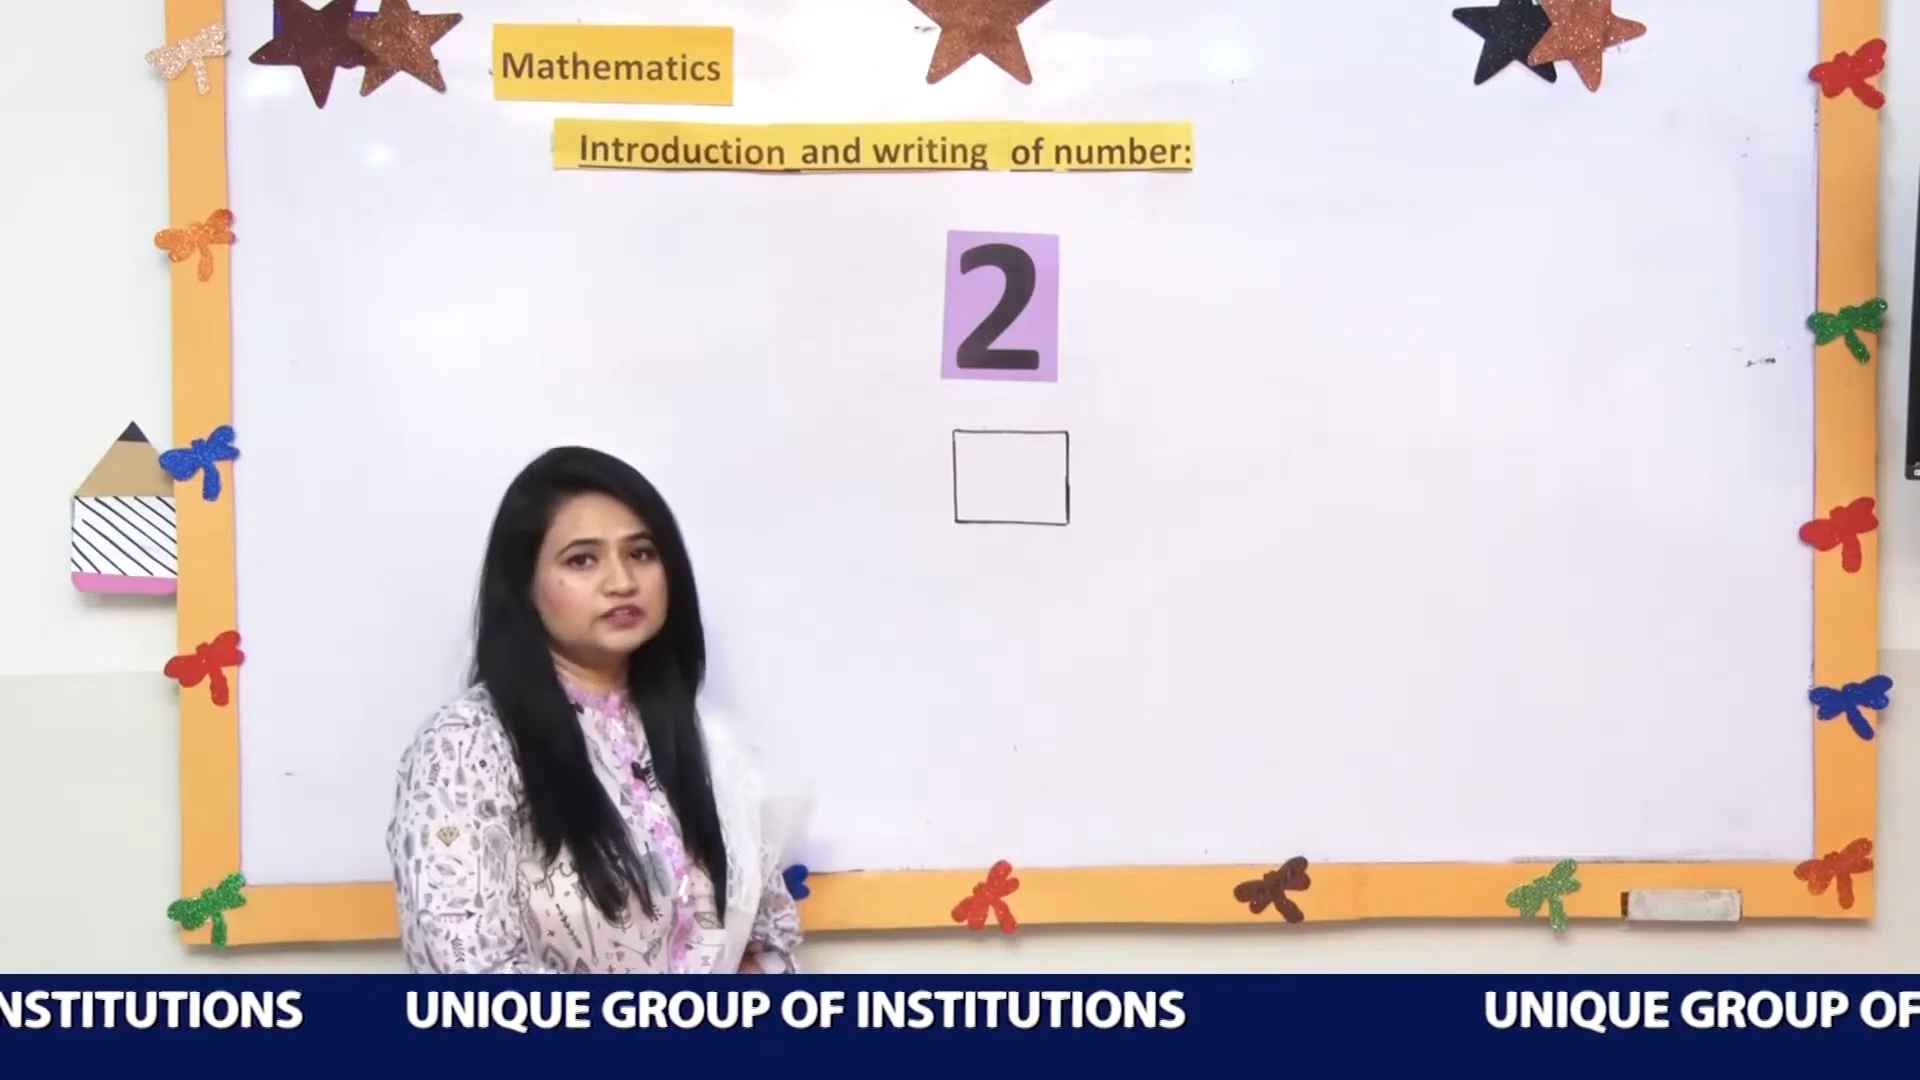 Mathematics
Introduction and writing of number:
2
NSTITUTIONS UNIQUE GROUP OF INSTITUTIONS UNIQUE GROUP OF